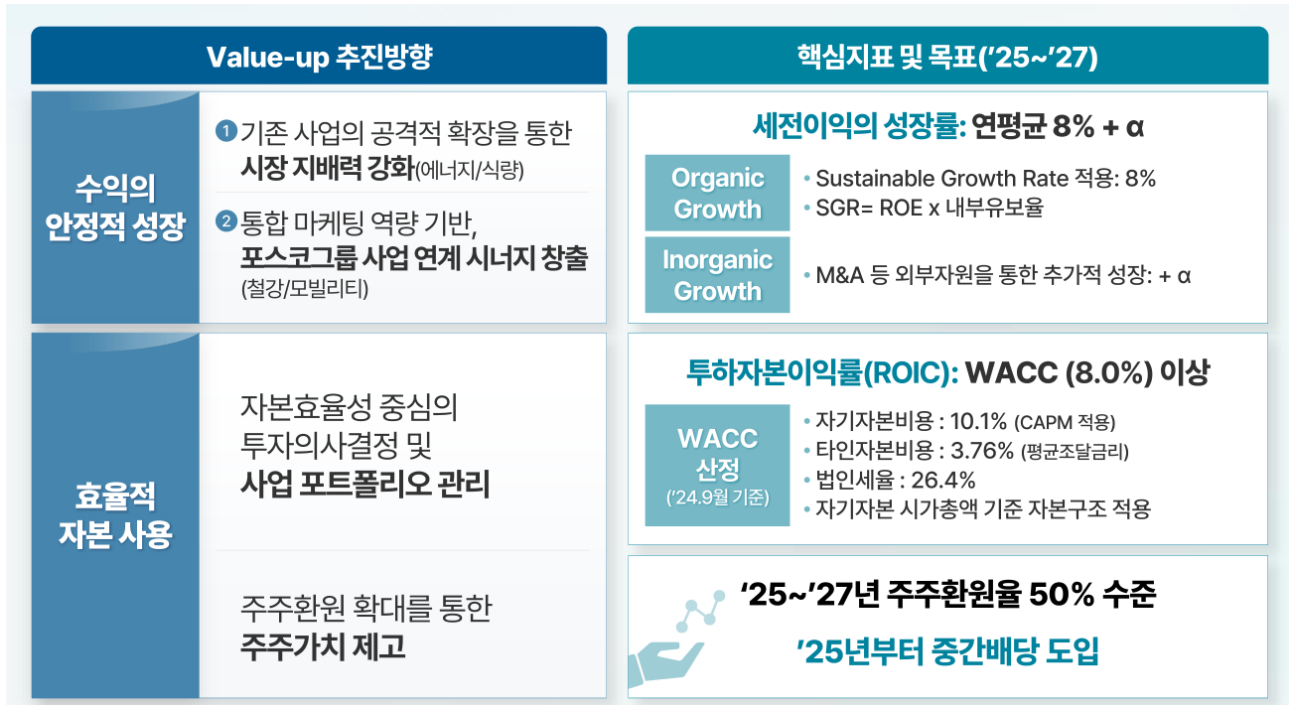 Value-up 추진방향
수익의
안정적 성장
1 기존 사업의 공격적 확장을 통한
시장 지배력 강화(에너지/식량)
2 통합 마케팅 역량 기반,
포스코그룹 사업 연계 시너지 창출
(철강/모빌리티)
효율적
자본 사용
자본효율성 중심의
투자의사결정 및
사업 포트폴리오 관리
주주환원 확대를 통한
주주가치 제고
핵심지표 및 목표(’25~’27)
세전이익의 성장률: 연평균 8% + α
Organic
Growth
• Sustainable Growth Rate 적용: 8%
• SGR= ROE x 내부유보율
Inorganic
Growth
• M&A 등 외부자원을 통한 추가적 성장: + α
투하자본이익률(ROIC): WACC (8.0%) 이상
WACC
산정
(’24.9월 기준)
• 자기자본비용 : 10.1% (CAPM 적용)
• 타인자본비용 : 3.76% (평균조달금리)
• 법인세율 : 26.4%
• 자기자본 시가총액 기준 자본구조 적용
‘25~’27년 주주환원율 50% 수준
’25년부터 중간배당 도입